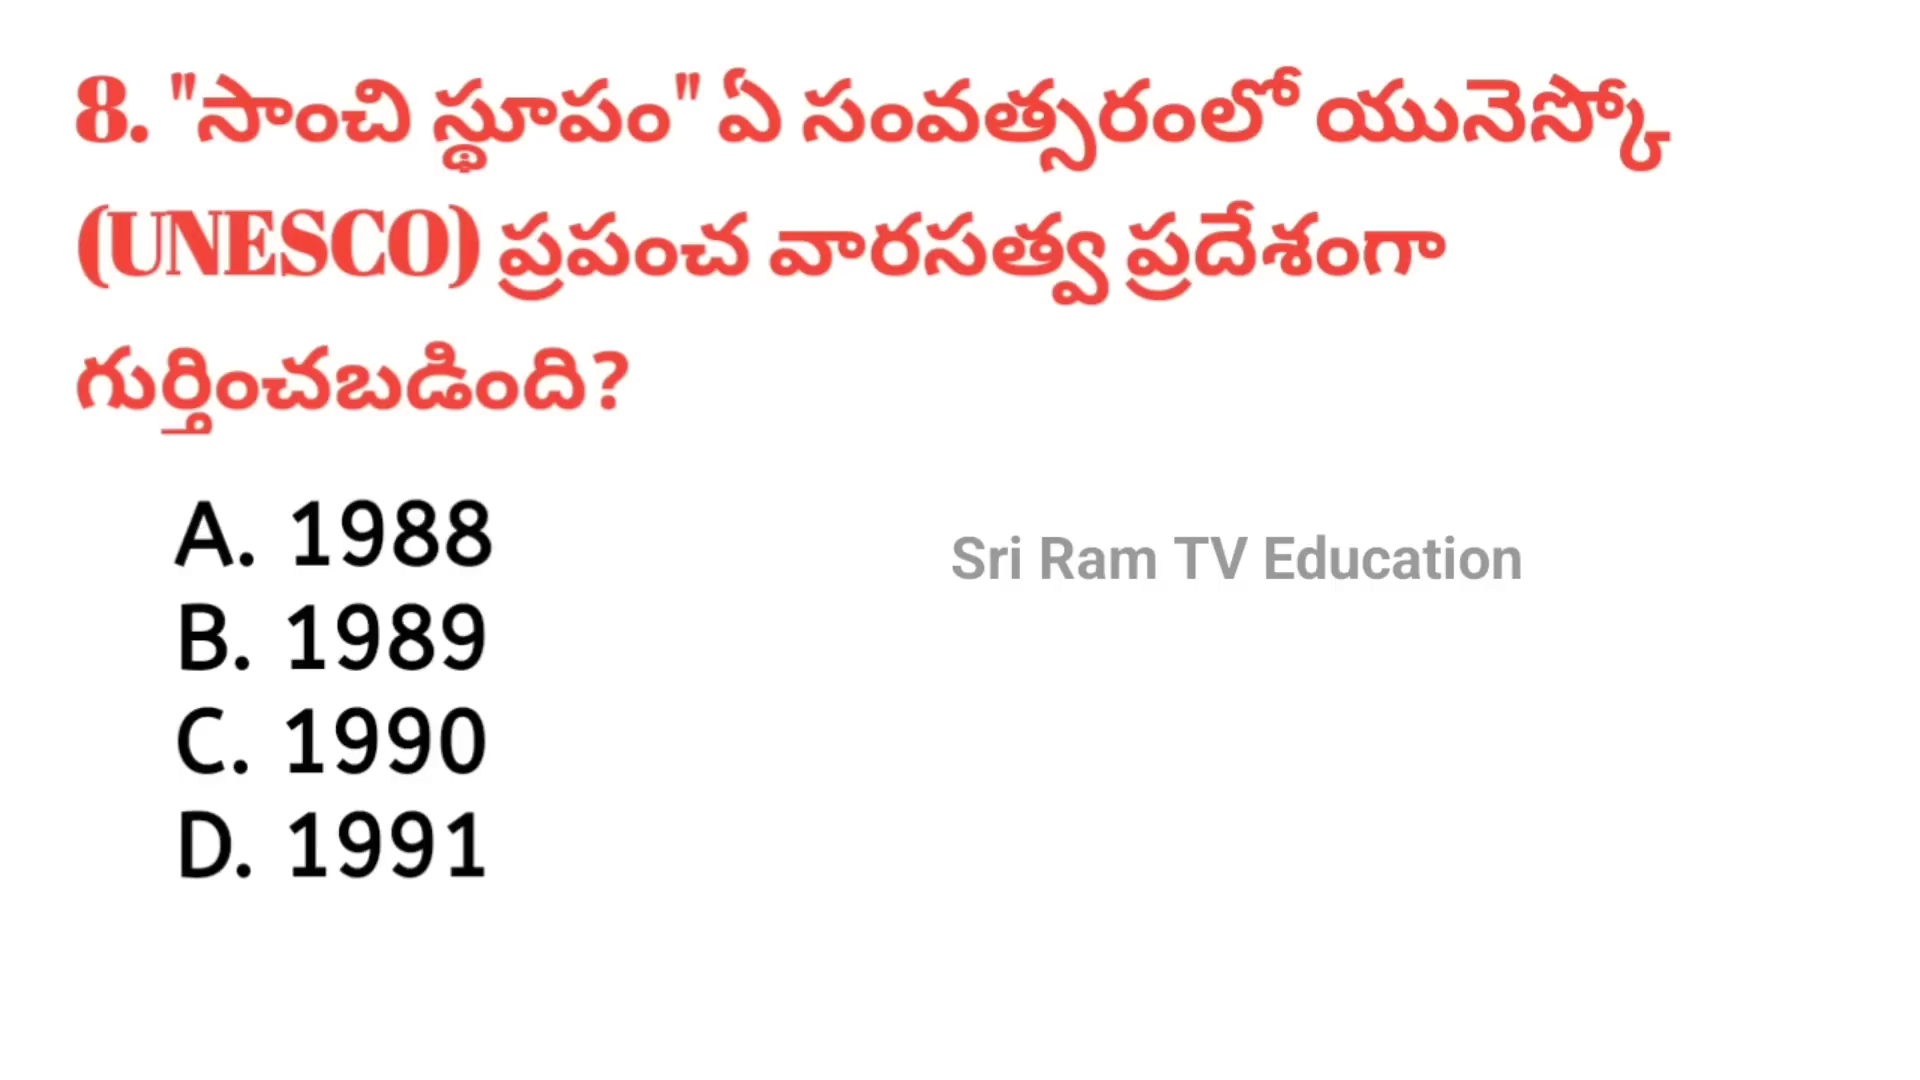 8. "సాంచి స్థూపం" ఏ సంవత్సరంలో యునెస్కో
(UNESCO) ప్రపంచ వారసత్వ ప్రదేశంగా
గుర్తించబడింది?
A. 1988
Sri Ram TV Education
B. 1989
C. 1990
D. 1991